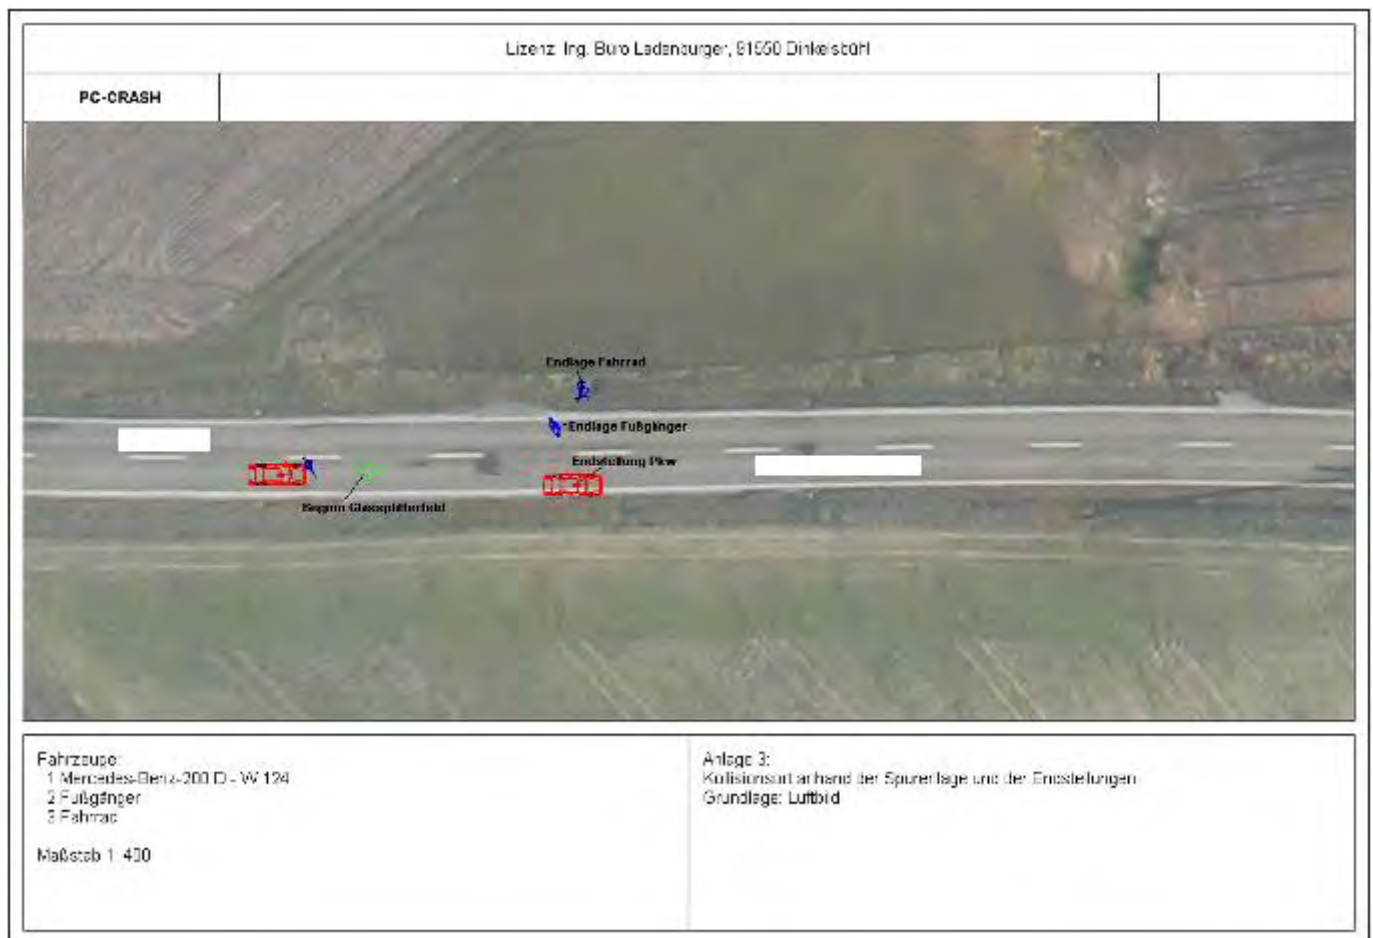 Lizenz: Ing. Büro Ladenburger, 91550 Dinkelsbühl
PC-CRASH
Endlage Fahrrad
Endlage Fußgänger
Endstellung Pkw
Beginn Glassplitterfeld
Fahrzeuge:
1 Mercedes-Benz-200 D - W 124
2 Fußgänger
3 Fahrrad
Maßstab 1: 400
Anlage 3:
Kollisionsort anhand der Spurenlage und der Endstellungen
Grundlage: Luftbild